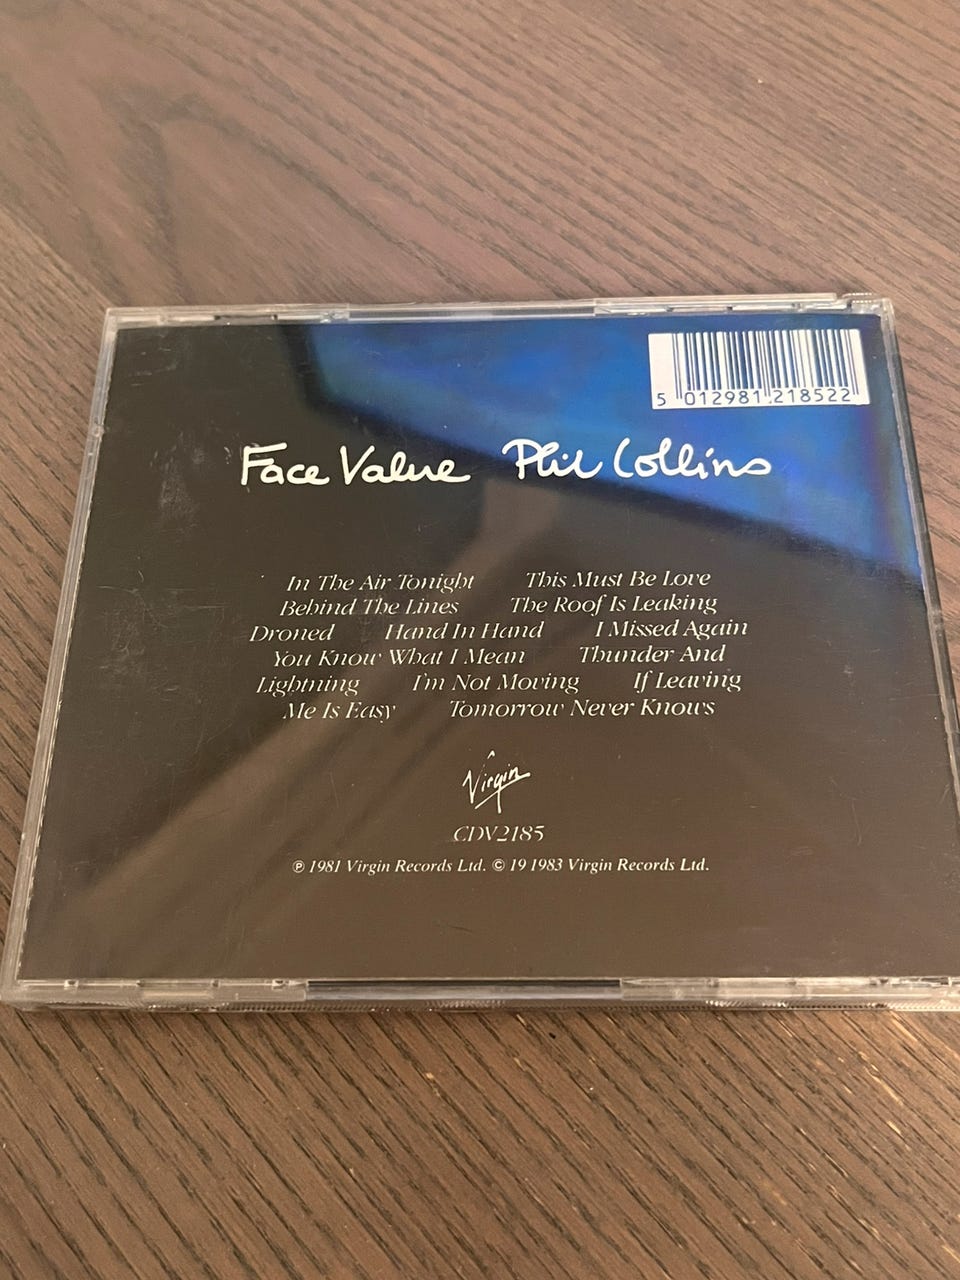 5 012981 218522
Face Value Phil Collins
In The Air Tonight This Must Be Love
Behind The Lines The Roof Is Leaking
Droned Hand In Hand I Missed Again
You Know What I Mean Thunder And
Lightning I'm Not Moving If Leaving
Me Is Easy Tomorrow Never Knows
Virgin
CDV2185
℗ 1981 Virgin Records Ltd. © 19 1983 Virgin Records Ltd.